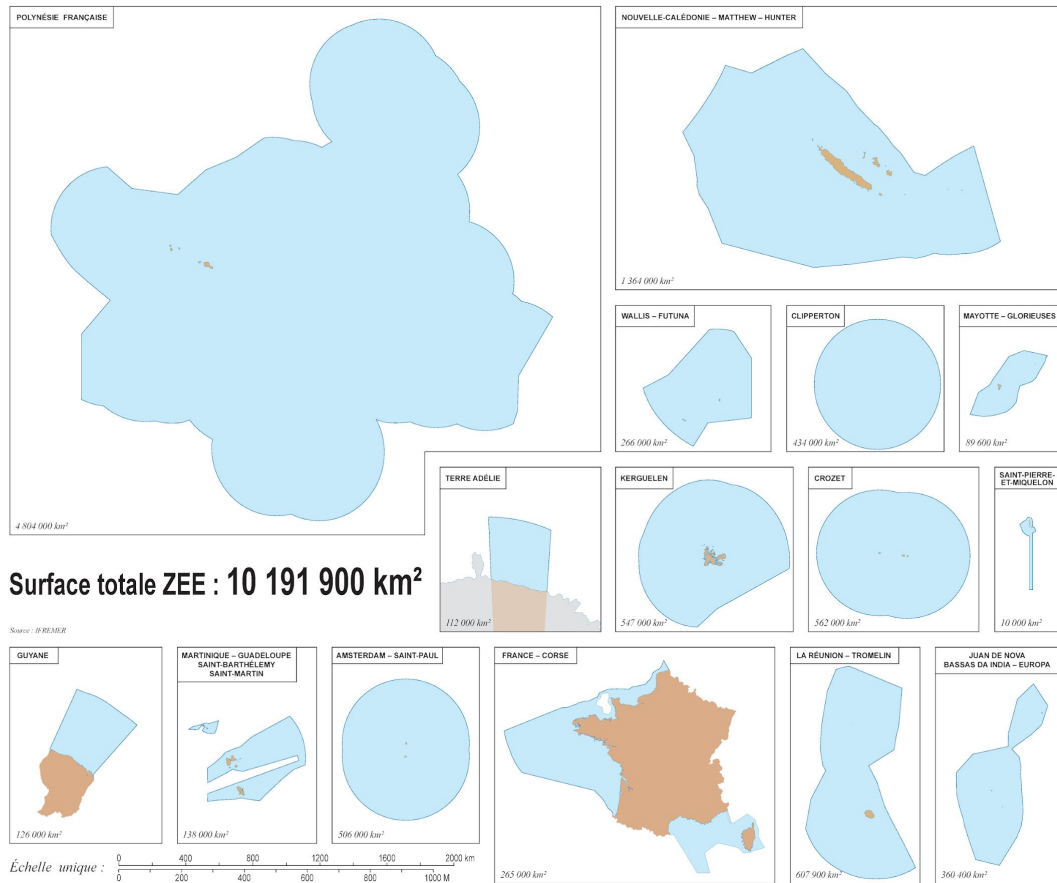 POLYNÉSIE FRANÇAISE
4 804 000 km²
NOUVELLE-CALÉDONIE – MATTHEW – HUNTER
1 364 000 km²
WALLIS – FUTUNA
266 000 km²
CLIPPERTON
434 000 km²
MAYOTTE – GLORIEUSES
89 600 km²
TERRE ADÉLIE
112 000 km²
KERGUELEN
547 000 km²
CROZET
562 000 km²
SAINT-PIERRE-
ET-MIQUELON
10 000 km²
Surface totale ZEE : 10 191 900 km²
Source : IFREMER
GUYANE
126 000 km²
MARTINIQUE – GUADELOUPE
SAINT-BARTHÉLEMY
SAINT-MARTIN
138 000 km²
AMSTERDAM – SAINT-PAUL
506 000 km²
FRANCE – CORSE
265 000 km²
LA RÉUNION – TROMELIN
607 900 km²
JUAN DE NOVA
BASSAS DA INDIA – EUROPA
360 400 km²
Échelle unique :
0 400 800 1200 1600 2000 km
0 200 400 600 800 1000 M